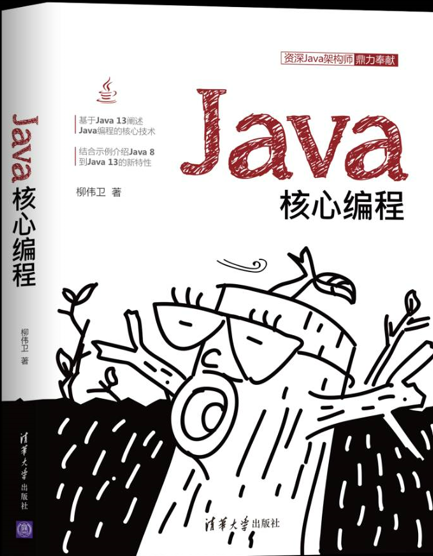 资深Java架构师 鼎力奉献
Java
核心编程
基于Java 13阐述
Java编程的核心技术
结合示例介绍Java 8
到Java 13的新特性
柳伟卫 著
清华大学出版社
Java核心编程
柳伟卫 著
清华大学出版社